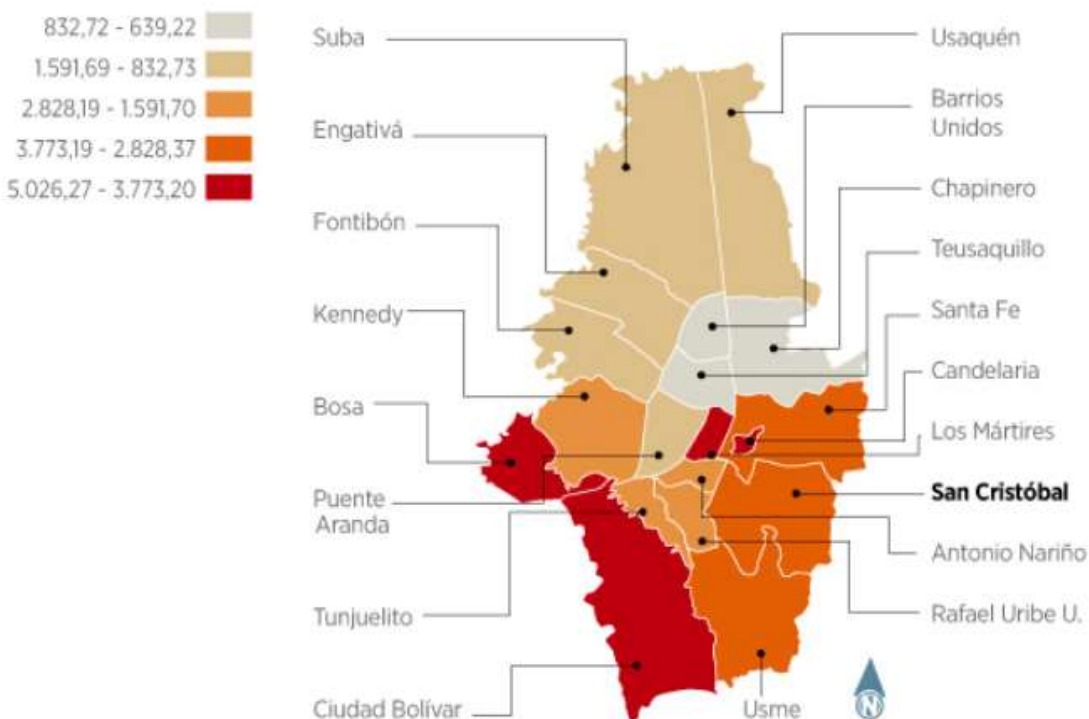 832,72 - 639,22
1.591,69 - 832,73
2.828,19 - 1.591,70
3.773,19 - 2.828,37
5.026,27 - 3.773,20
Suba
Engativá
Fontibón
Kennedy
Bosa
Puente
Aranda
Tunjuelito
Ciudad Bolívar
Usaquén
Barrios
Unidos
Chapinero
Teusaquillo
Santa Fe
Candelaria
Los Mártires
San Cristóbal
Antonio Nariño
Rafael Uribe U.
Usme
N